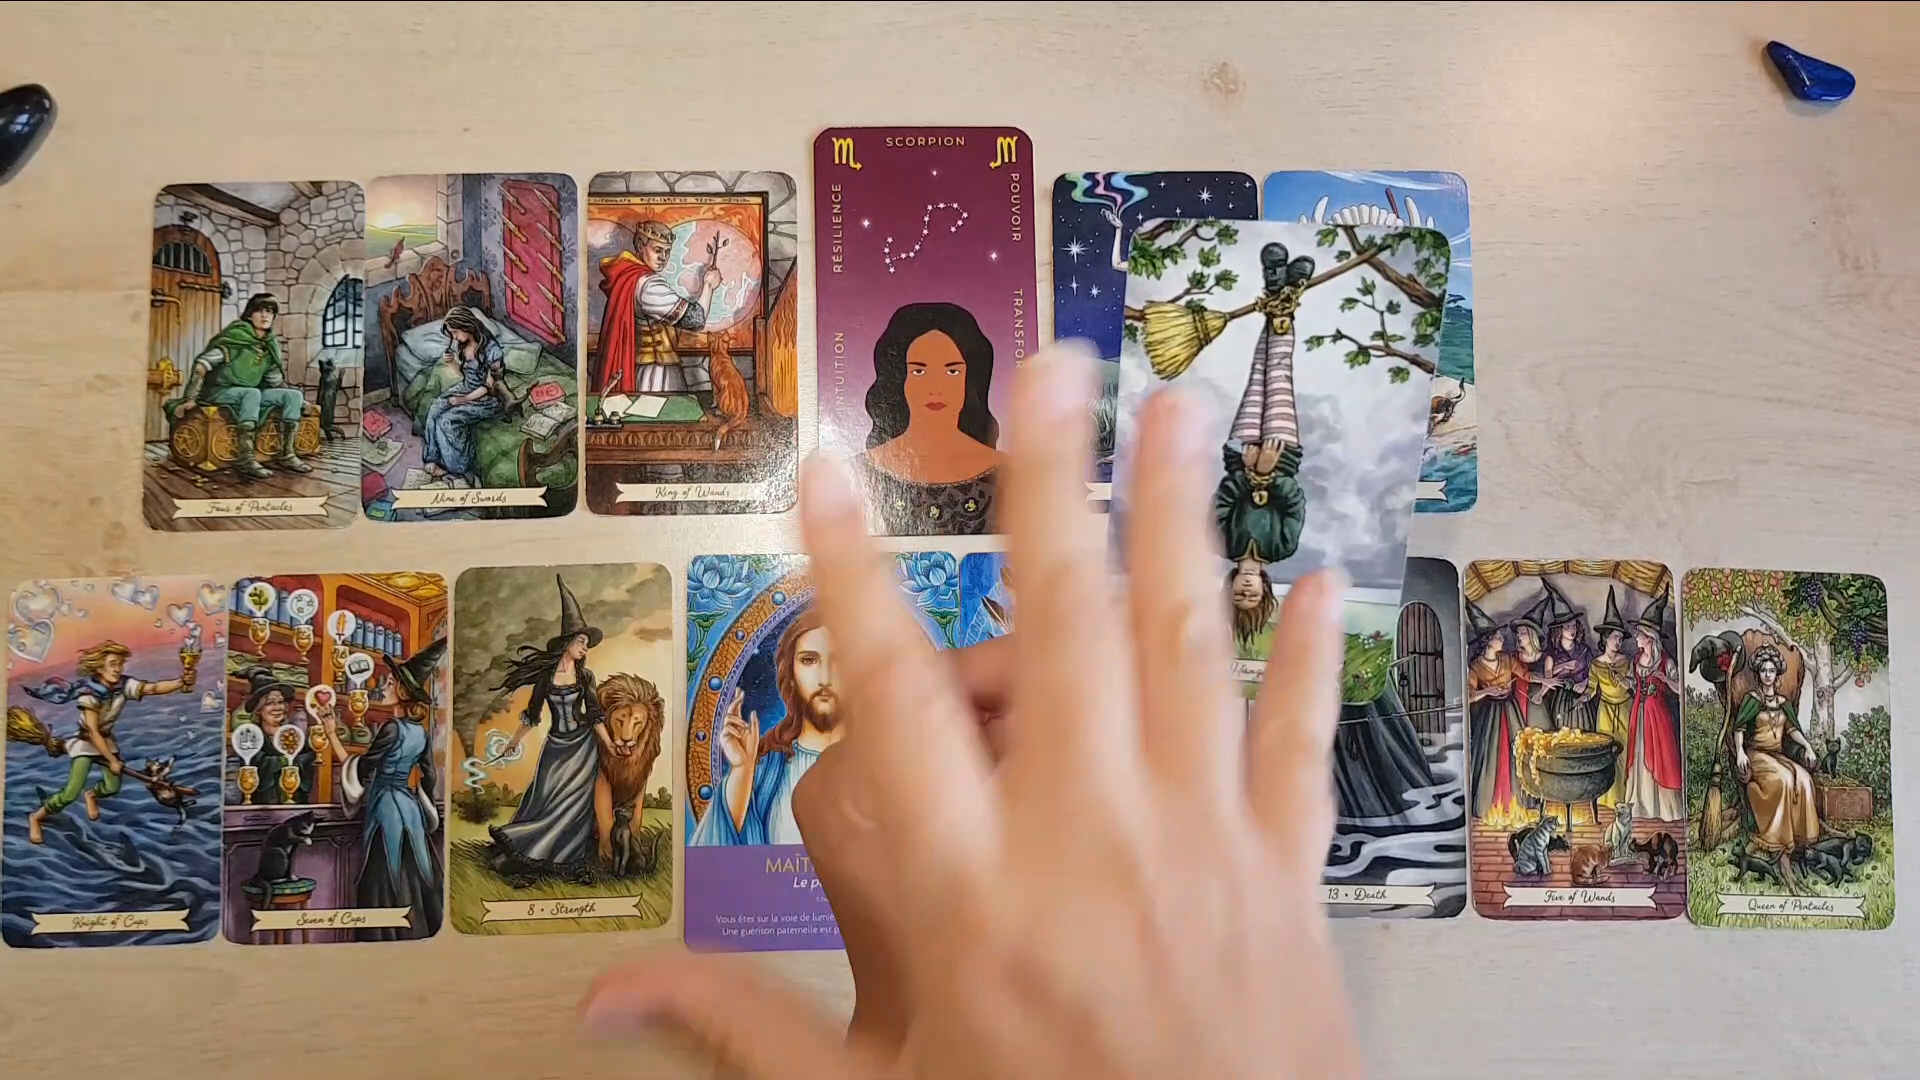 SCORPION
RÉSILIENCE
POUVOIR
INTUITION
TRANSFOR
Four of Pentacles
Nine of Swords
King of Wands
Knight of Cups
Seven of Cups
8 • Strength
MAÎT
Le p
Vous êtes sur la voie de lumiè
Une guérison paternelle est p
Hang
13 • Death
Five of Wands
Queen of Pentacles